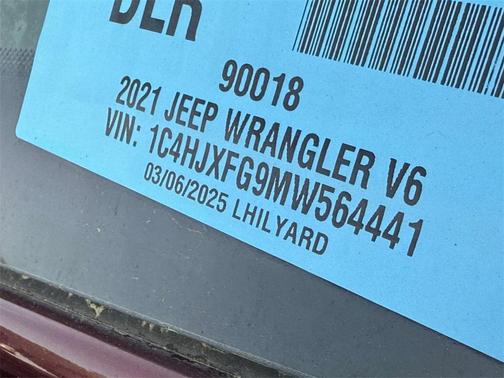 DLR
90018
2021 JEEP WRANGLER V6
VIN: 1C4HJXFG9MW564441
03/06/2025 LHILYARD